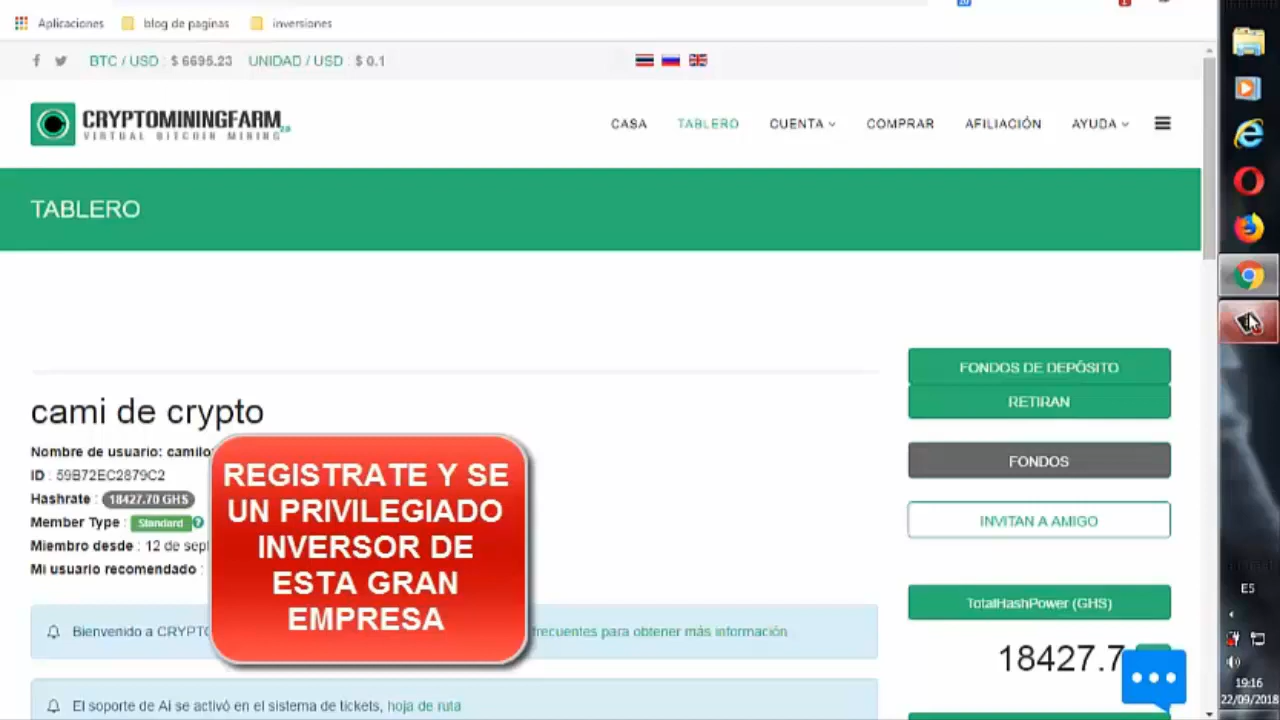 Aplicaciones blog de paginas inversiones
BTC / USD : $ 6695.23 UNIDAD / USD : $ 0.1
CRYPTOMININGFARM
VIRTUAL BITCOIN MINING
CASA TABLERO CUENTA COMPRAR AFILIACIÓN AYUDA
TABLERO
FONDOS DE DEPÓSITO
RETIRAN
cami de crypto
Nombre de usuario: camilo
ID : 59B72EC2879C2
FONDOS
Hashrate : 18427.70 GHS
Member Type : Standard ?
INVITAN A AMIGO
Miembro desde : 12 de sept
Mi usuario recomendado :
REGISTRATE Y SE
UN PRIVILEGIADO
INVERSOR DE
ESTA GRAN
EMPRESA
TotalHashPower (GHS)
Bienvenido a CRYPTO frecuentes para obtener más información
18427.7
El soporte de Ai se activó en el sistema de tickets, hoja de ruta
ES
19:16
22/09/2018